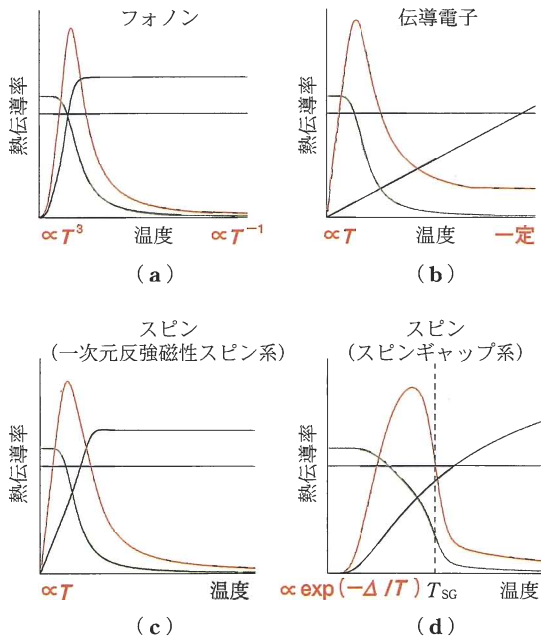 フォノン
熱伝導率
∝T³
温度
∝T⁻¹
(a)
伝導電子
熱伝導率
∝T
温度
一定
(b)
スピン
(一次元反強磁性スピン系)
熱伝導率
∝T
温度
(c)
スピン
(スピンギャップ系)
熱伝導率
∝exp(−Δ/T)
T_SG
温度
(d)